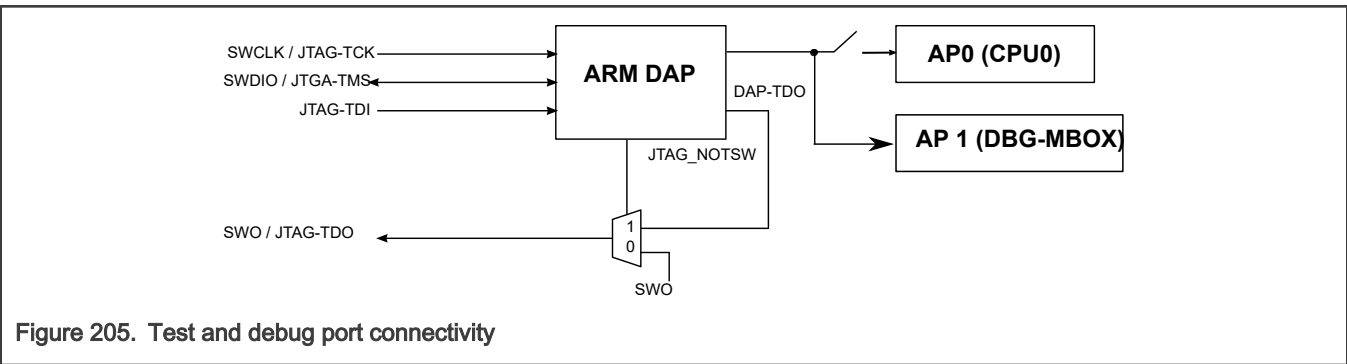 SWCLK / JTAG-TCK
SWDIO / JTGA-TMS
JTAG-TDI
ARM DAP
DAP-TDO
AP0 (CPU0)
AP 1 (DBG-MBOX)
JTAG_NOTSW
SWO / JTAG-TDO
1
0
SWO
Figure 205. Test and debug port connectivity